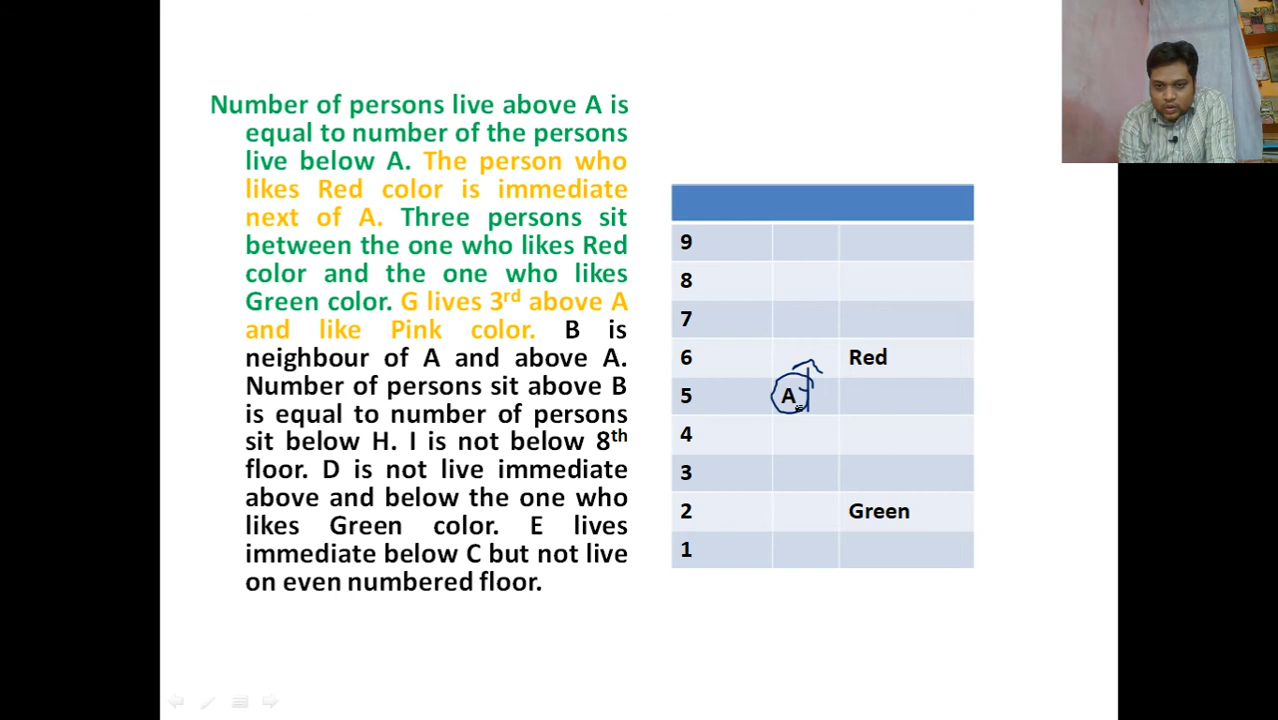 Number of persons live above A is
equal to number of the persons
live below A. The person who
likes Red color is immediate
next of A. Three persons sit
between the one who likes Red
color and the one who likes
Green color. G lives 3rd above A
and like Pink color. B is
neighbour of A and above A.
Number of persons sit above B
is equal to number of persons
sit below H. I is not below 8th
floor. D is not live immediate
above and below the one who
likes Green color. E lives
immediate below C but not live
on even numbered floor.
9
8
7
6 Red
5 A
4
3
2 Green
1